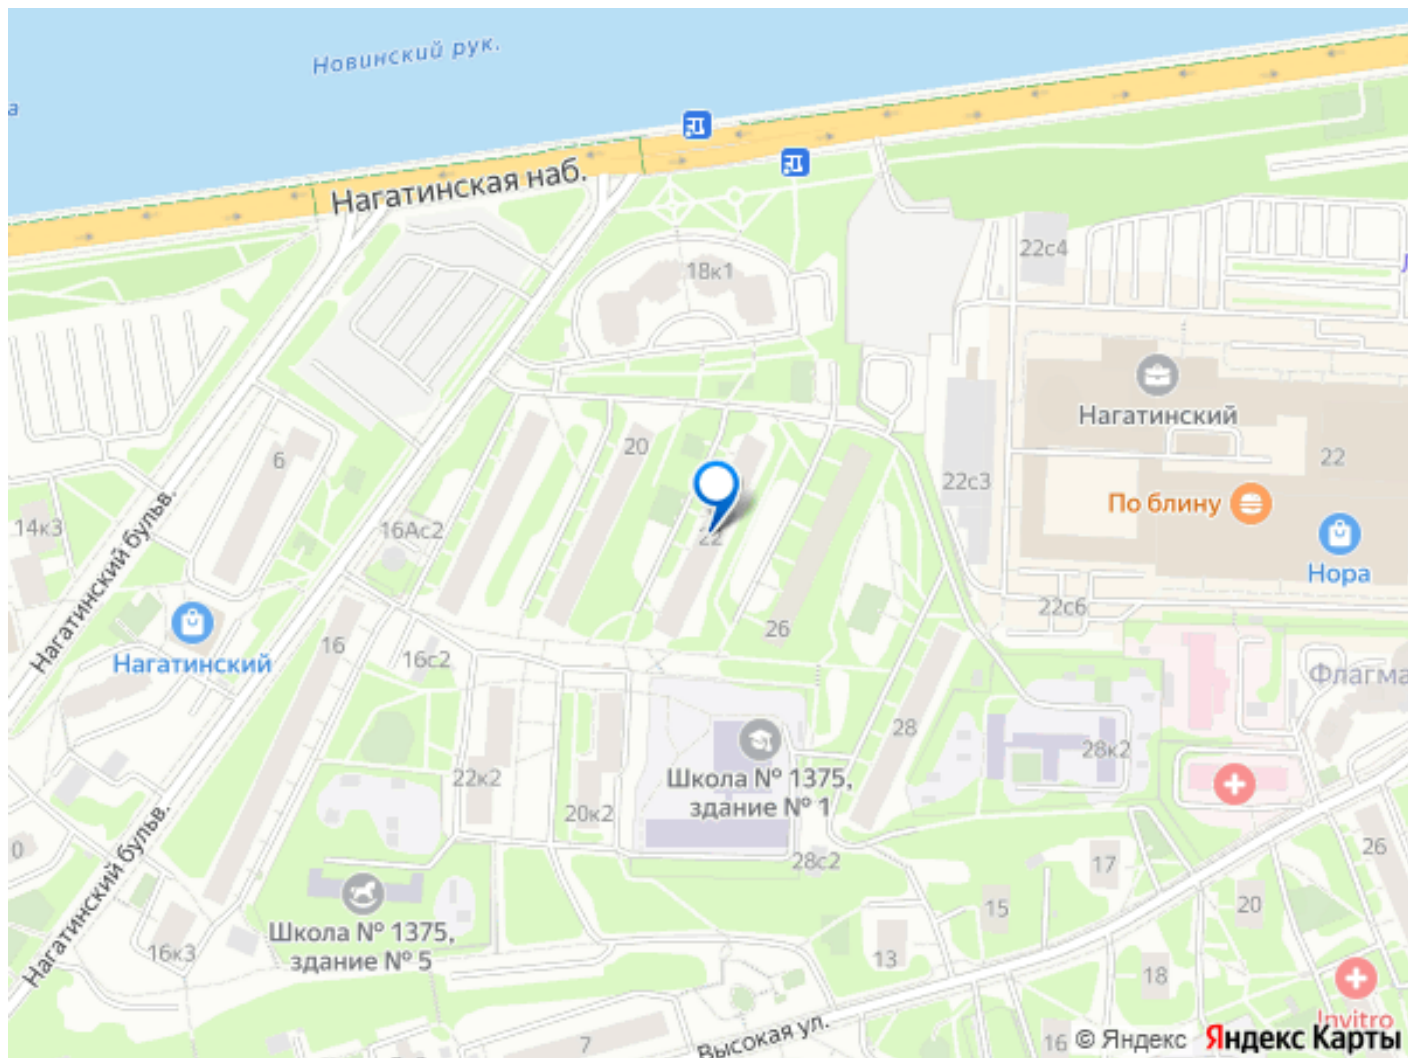 Новинский рук.
а
Нагатинская наб.
18к1
22с4
Нагатинский
22
20
6
22с3
По блину
14к3
16Ас2
22
Нора
Нагатинский бульв.
22с6
26
16
Нагатинский
16с2
Флагма
28
28к2
Школа № 1375,
здание № 1
22к2
20к2
0
Нагатинский бульв.
28с2
17
26
Школа № 1375,
здание № 5
15
20
16к3
13
18
Invitro
7
Высокая ул.
16
© Яндекс Яндекс Карты